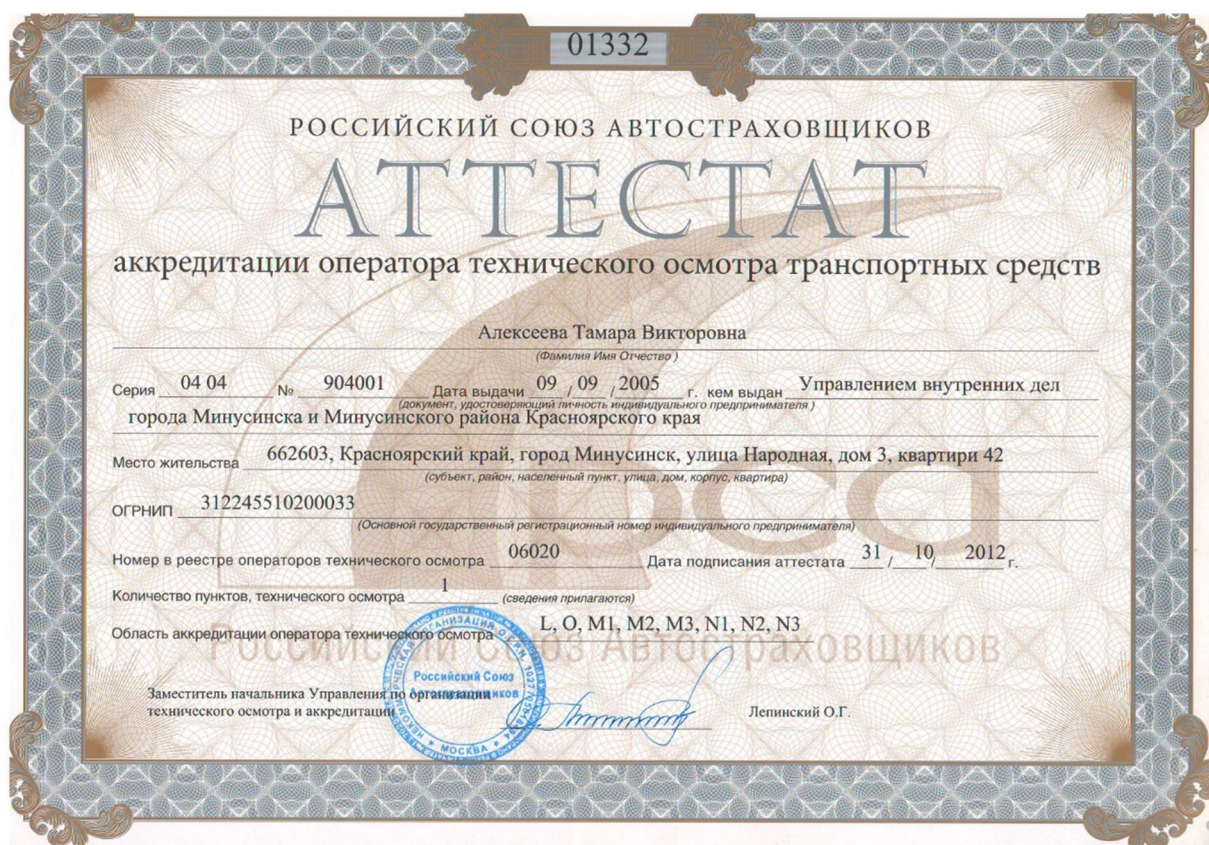 01332
РОССИЙСКИЙ СОЮЗ АВТОСТРАХОВЩИКОВ
АТТЕСТАТ
аккредитации оператора технического осмотра транспортных средств
Алексеева Тамара Викторовна
(Фамилия Имя Отчество )
Серия 04 04 № 904001 Дата выдачи 09 / 09 / 2005 г. кем выдан Управлением внутренних дел
(документ, удостоверяющий личность индивидуального предпринимателя )
города Минусинска и Минусинского района Красноярского края
Место жительства 662603, Красноярский край, город Минусинск, улица Народная, дом 3, квартири 42
(субъект, район, населенный пункт, улица, дом, корпус, квартира)
ОГРНИП 312245510200033
(Основной государственный регистрационный номер индивидуального предпринимателя)
рса
Номер в реестре операторов технического осмотра 06020 Дата подписания аттестата 31 / 10 / 2012 г.
Количество пунктов, технического осмотра 1 (сведения прилагаются)
Область аккредитации оператора технического осмотра L, O, M1, M2, M3, N1, N2, N3
Российский Союз Автостраховщиков
Российский Союз
Автостраховщиков
МОСКВА
Заместитель начальника Управления по организации
технического осмотра и аккредитации Лепинский О.Г.